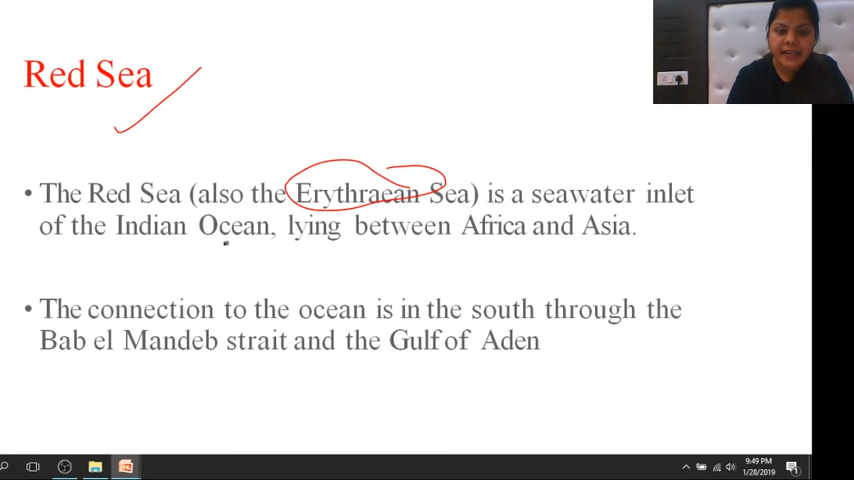 Red Sea
• The Red Sea (also the Erythraean Sea) is a seawater inlet
of the Indian Ocean, lying between Africa and Asia.
• The connection to the ocean is in the south through the
Bab el Mandeb strait and the Gulf of Aden
9:49 PM
1/28/2019
1